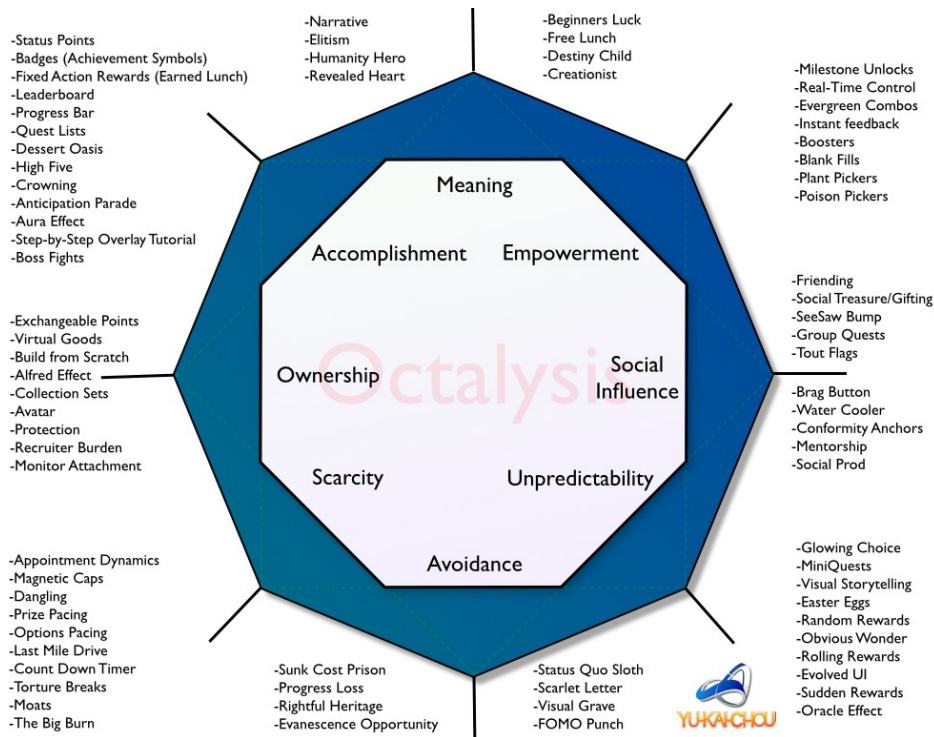 -Narrative
-Elitism
-Humanity Hero
-Revealed Heart
-Beginners Luck
-Free Lunch
-Destiny Child
-Creationist
-Status Points
-Badges (Achievement Symbols)
-Fixed Action Rewards (Earned Lunch)
-Leaderboard
-Progress Bar
-Quest Lists
-Dessert Oasis
-High Five
-Crowning
-Anticipation Parade
-Aura Effect
-Step-by-Step Overlay Tutorial
-Boss Fights
-Milestone Unlocks
-Real-Time Control
-Evergreen Combos
-Instant feedback
-Boosters
-Blank Fills
-Plant Pickers
-Poison Pickers
Meaning
Accomplishment
Empowerment
-Exchangeable Points
-Virtual Goods
-Build from Scratch
-Alfred Effect
-Collection Sets
-Avatar
-Protection
-Recruiter Burden
-Monitor Attachment
Ownership
Octalysis
Social
Influence
-Friending
-Social Treasure/Gifting
-SeeSaw Bump
-Group Quests
-Tout Flags
-Brag Button
-Water Cooler
-Conformity Anchors
-Mentorship
-Social Prod
Scarcity
Unpredictability
Avoidance
-Appointment Dynamics
-Magnetic Caps
-Dangling
-Prize Pacing
-Options Pacing
-Last Mile Drive
-Count Down Timer
-Torture Breaks
-Moats
-The Big Burn
-Sunk Cost Prison
-Progress Loss
-Rightful Heritage
-Evanescence Opportunity
-Status Quo Sloth
-Scarlet Letter
-Visual Grave
-FOMO Punch
YU-KAI-CHOU
-Glowing Choice
-MiniQuests
-Visual Storytelling
-Easter Eggs
-Random Rewards
-Obvious Wonder
-Rolling Rewards
-Evolved UI
-Sudden Rewards
-Oracle Effect